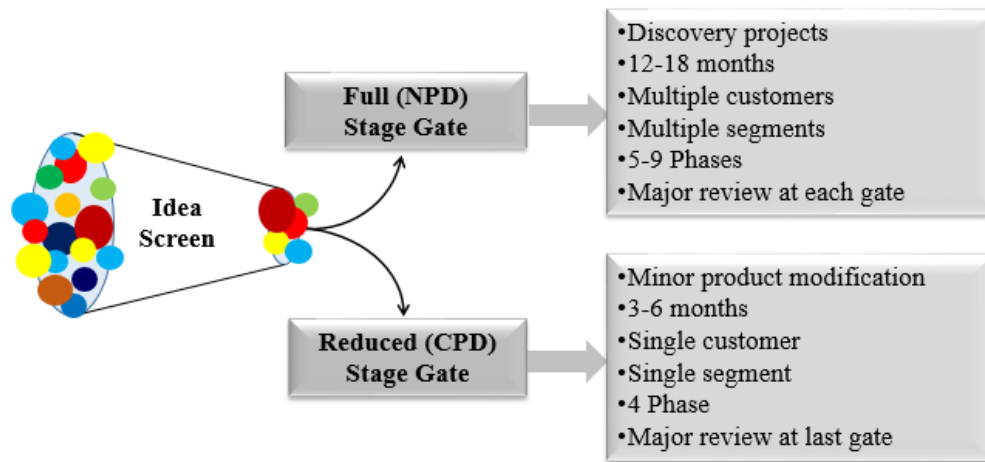 Idea
Screen
Full (NPD)
Stage Gate
•Discovery projects
•12-18 months
•Multiple customers
•Multiple segments
•5-9 Phases
•Major review at each gate
Reduced (CPD)
Stage Gate
•Minor product modification
•3-6 months
•Single customer
•Single segment
•4 Phase
•Major review at last gate